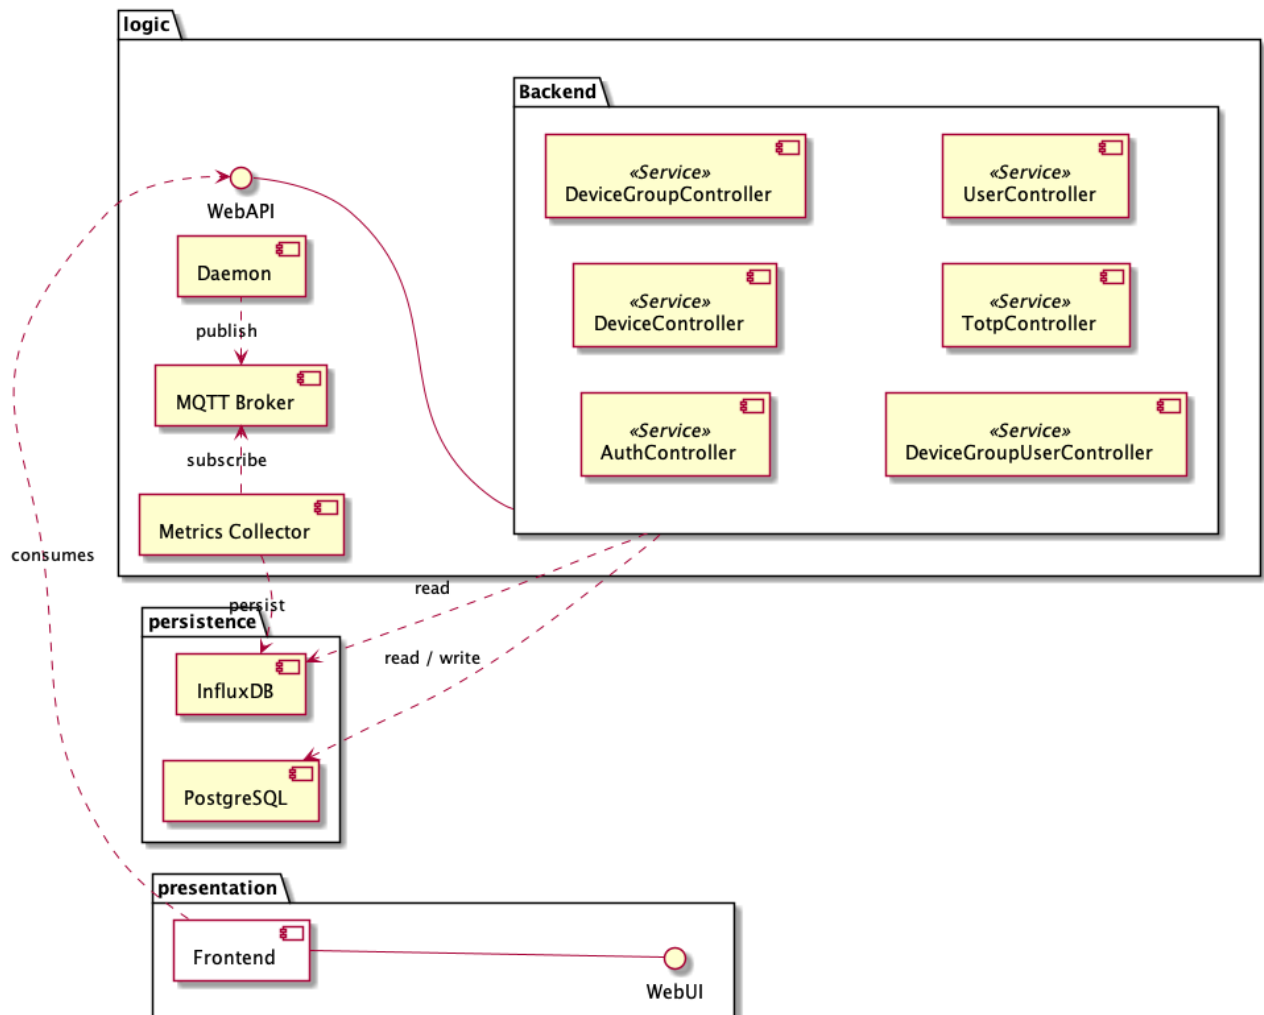 logic
Backend
«Service»
DeviceGroupController
«Service»
UserController
WebAPI
Daemon
«Service»
DeviceController
«Service»
TotpController
publish
MQTT Broker
«Service»
AuthController
«Service»
DeviceGroupUserController
subscribe
Metrics Collector
consumes
read
persist
persistence
read / write
InfluxDB
PostgreSQL
presentation
Frontend
WebUI